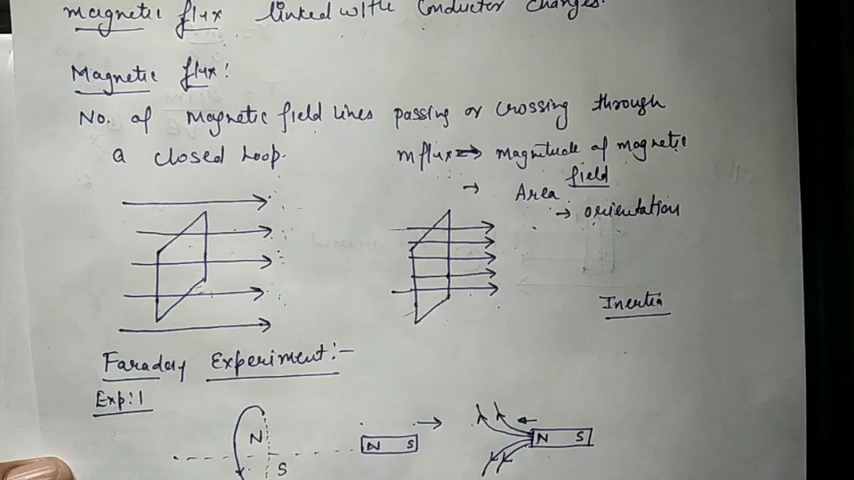 magnetic flux linked with conductor changes.
Magnetic flux:
No. of Magnetic field lines passing or crossing through
a closed loop.
mflux → magnitude of magnetic
field
→ Area
→ orientation
Inertia
Faraday Experiment:-
Exp:1
N
S
N S
N S